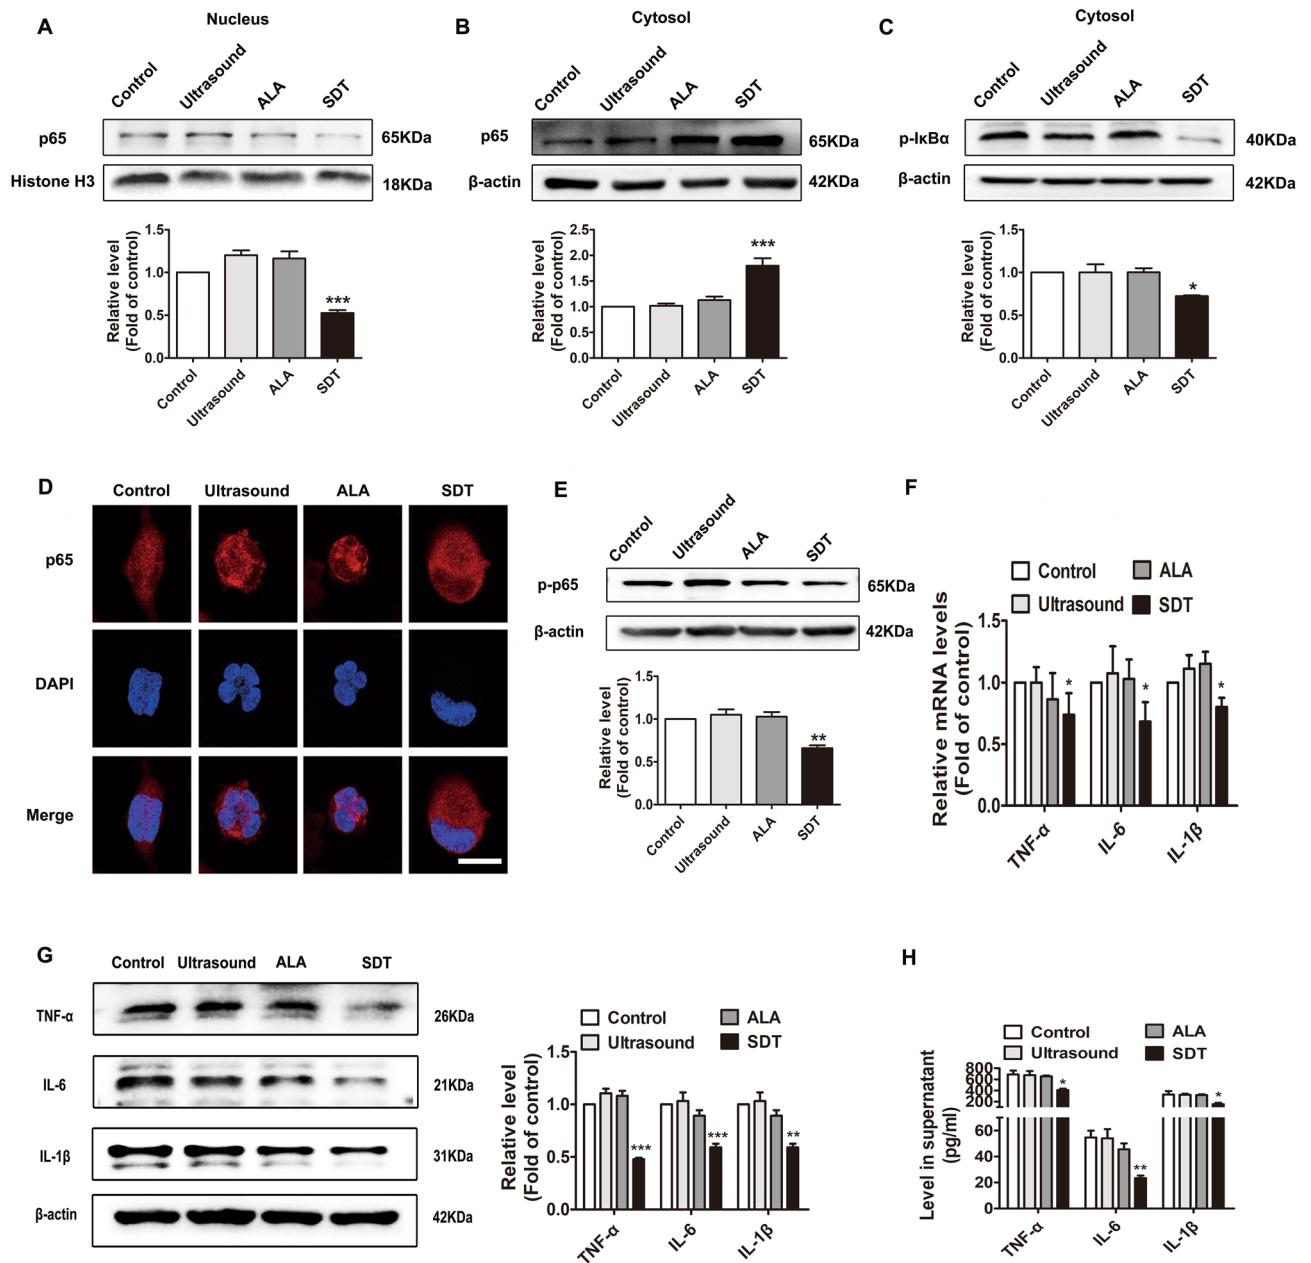 A
Nucleus
Control
Ultrasound
ALA
SDT
p65
65KDa
Histone H3
18KDa
Relative level
(Fold of control)
1.5
1.0
0.5
0.0
Control
Ultrasound
ALA
SDT
***
B
Cytosol
Control
Ultrasound
ALA
SDT
p65
65KDa
β-actin
42KDa
Relative level
(Fold of control)
2.5
2.0
1.5
1.0
0.5
0.0
Control
Ultrasound
ALA
SDT
***
C
Cytosol
Control
Ultrasound
ALA
SDT
p-IκBα
40KDa
β-actin
42KDa
Relative level
(Fold of control)
1.5
1.0
0.5
0.0
Control
Ultrasound
ALA
SDT
*
D
Control Ultrasound ALA SDT
p65
DAPI
Merge
E
Control
Ultrasound
ALA
SDT
p-p65
65KDa
β-actin
42KDa
Relative level
(Fold of control)
1.5
1.0
0.5
0.0
Control
Ultrasound
ALA
SDT
**
F
Control ALA
Ultrasound SDT
Relative mRNA levels
(Fold of control)
1.5
1.0
0.5
0.0
* * *
TNF-α IL-6 IL-1β
G
Control Ultrasound ALA SDT
TNF-α 26KDa
IL-6 21KDa
IL-1β 31KDa
β-actin 42KDa
Control ALA
Ultrasound SDT
Relative level
(Fold of control)
1.5
1.0
0.5
0.0
*** *** **
TNF-α IL-6 IL-1β
H
Control ALA
Ultrasound SDT
Level in supernatant
(pg/ml)
800
600
400
200
60
40
20
0
* ** *
TNF-α IL-6 IL-1β